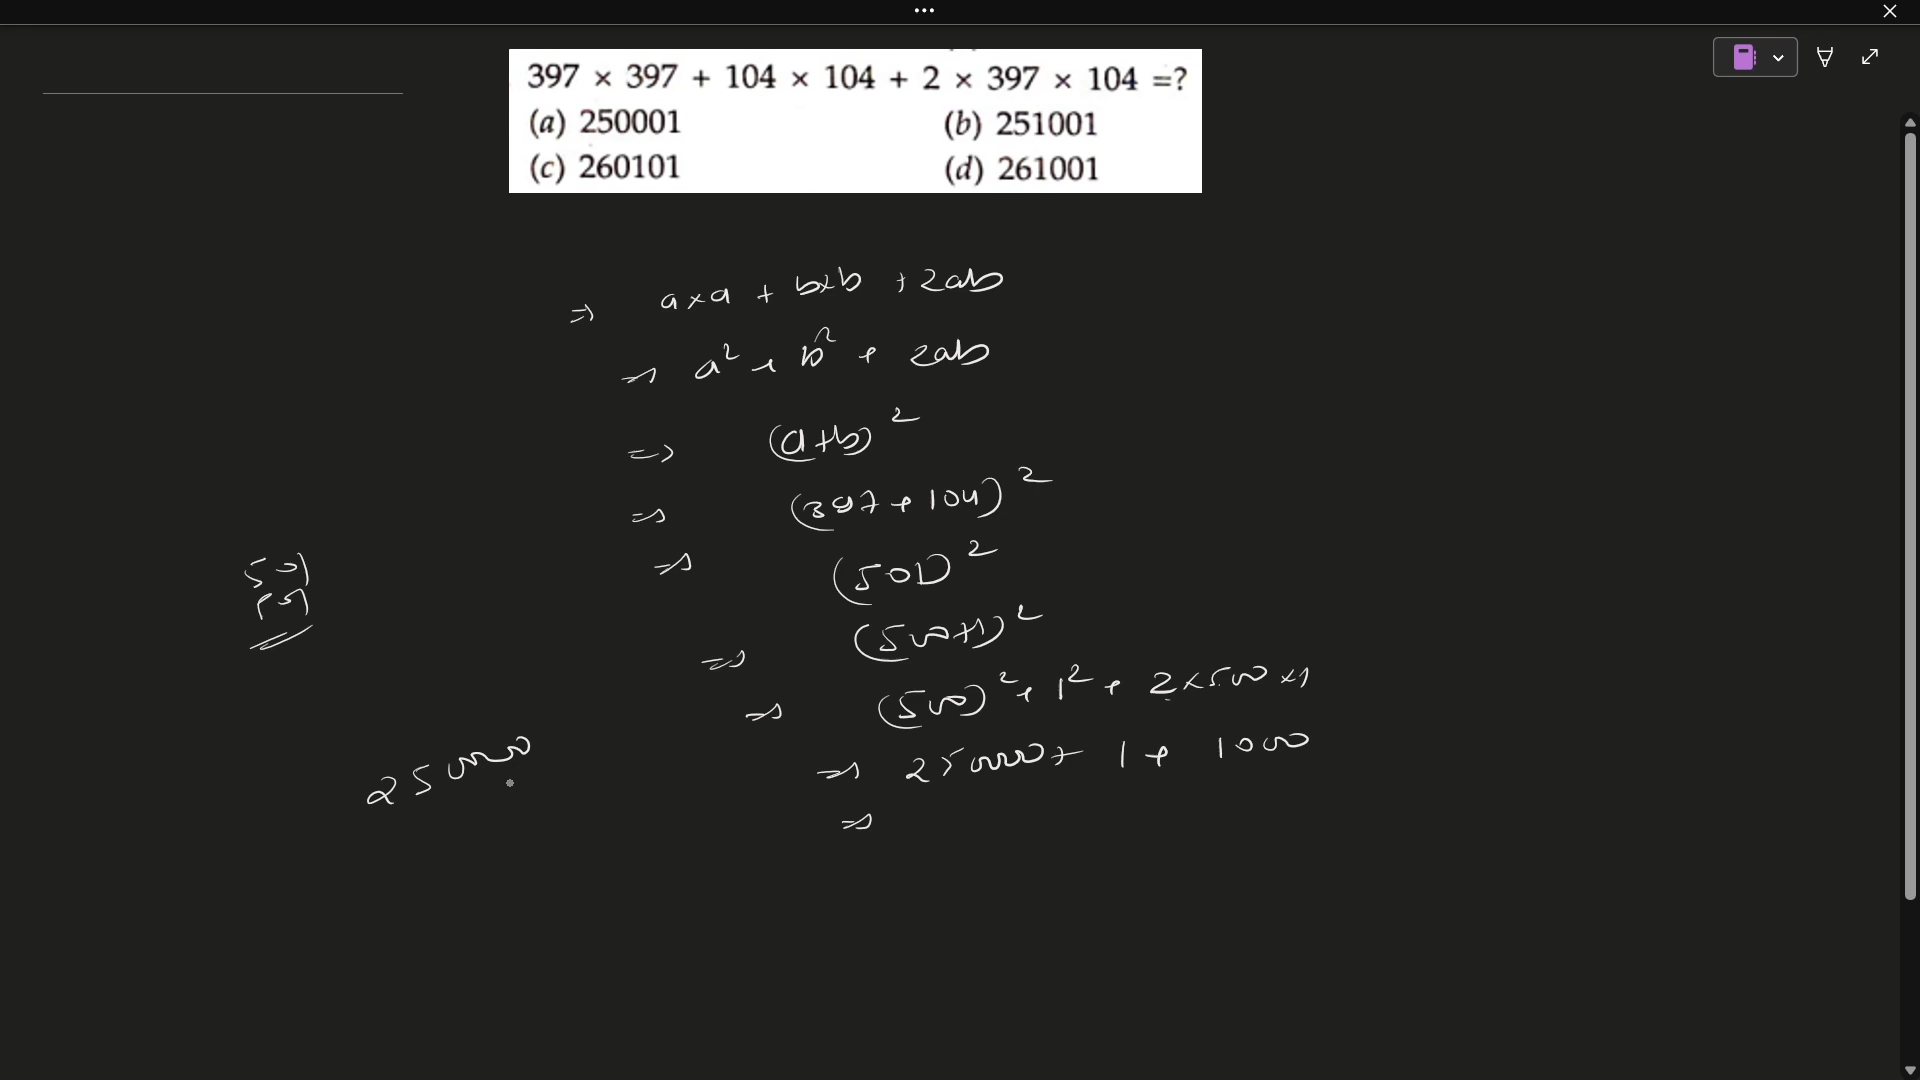 397 × 397 + 104 × 104 + 2 × 397 × 104 =?
(a) 250001 (b) 251001
(c) 260101 (d) 261001
⇒ a×a + b×b + 2ab
⇒ a² + b² + 2ab
⇒ (a+b)²
⇒ (397 + 104)²
⇒ (501)²
501
⇒ (500+1)²
⇒ (500)² + 1² + 2×500×1
⇒ 250000 + 1 + 1000
250000
⇒